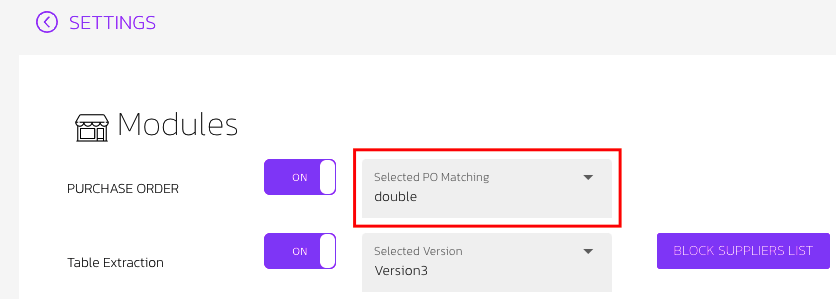 SETTINGS
Modules
PURCHASE ORDER
ON
Selected PO Matching
double
Table Extraction
ON
Selected Version
Version3
BLOCK SUPPLIERS LIST